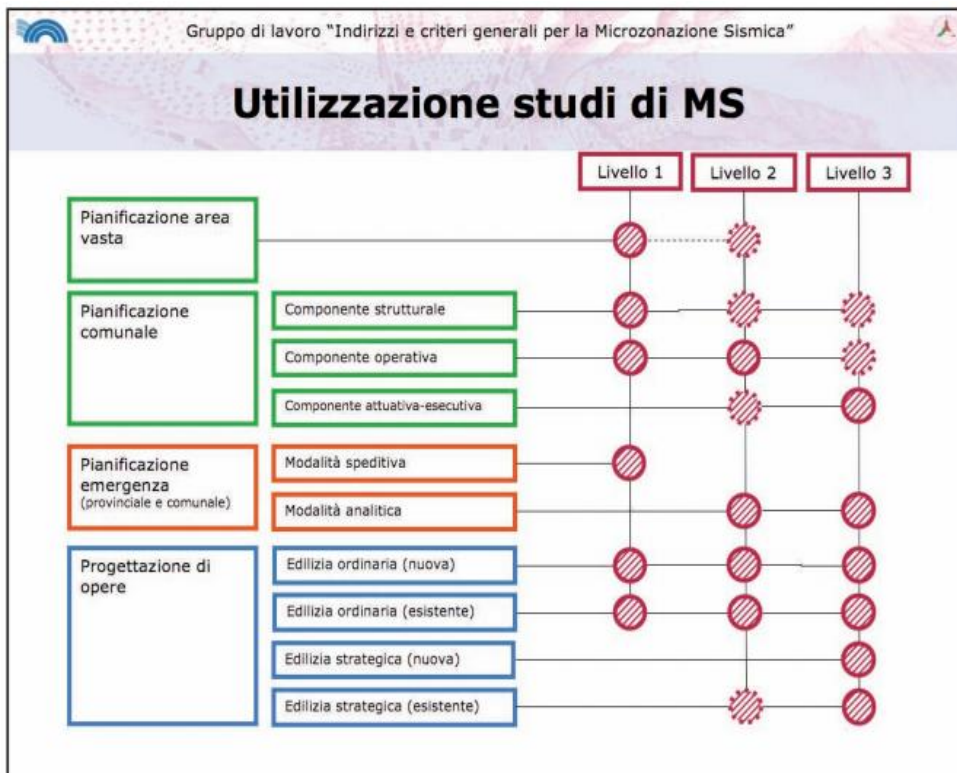 Gruppo di lavoro “Indirizzi e criteri generali per la Microzonazione Sismica”
Utilizzazione studi di MS
Livello 1
Livello 2
Livello 3
Pianificazione area
vasta
Pianificazione
comunale
Componente strutturale
Componente operativa
Componente attuativa-esecutiva
Pianificazione
emergenza
(provinciale e comunale)
Modalità speditiva
Modalità analitica
Progettazione di
opere
Edilizia ordinaria (nuova)
Edilizia ordinaria (esistente)
Edilizia strategica (nuova)
Edilizia strategica (esistente)